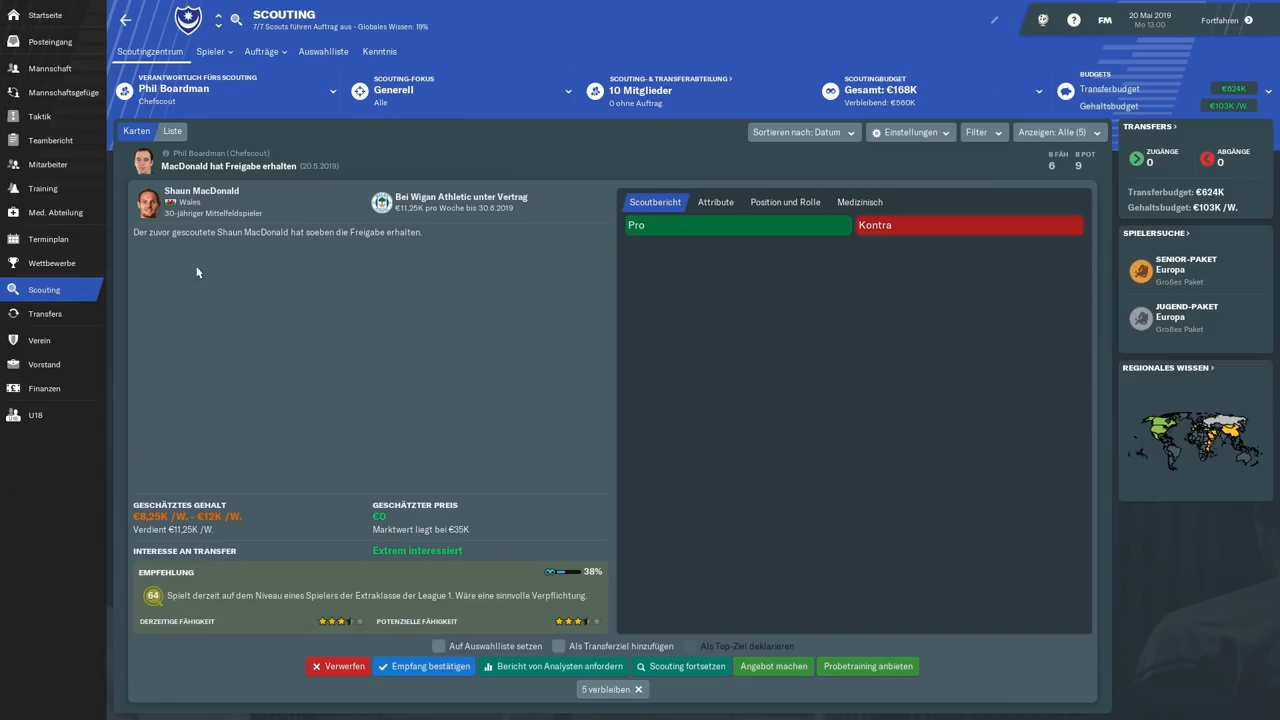 Startseite
Posteingang
Mannschaft
Mannschaftsgefüge
Taktik
Teambericht
Mitarbeiter
Training
Med. Abteilung
Terminplan
Wettbewerbe
Scouting
Transfers
Verein
Vorstand
Finanzen
U18
SCOUTING
7/7 Scouts führen Auftrag aus - Globales Wissen: 19%
FM
20 Mai 2019
Mo 13:00
Fortfahren
Scoutingzentrum
Spieler
Aufträge
Auswahlliste
Kenntnis
VERANTWORTLICH FÜRS SCOUTING
Phil Boardman
Chefscout
SCOUTING-FOKUS
Generell
Alle
SCOUTING- & TRANSFERABTEILUNG >
10 Mitglieder
0 ohne Auftrag
SCOUTINGBUDGET
Gesamt: €168K
Verbleibend: €560K
BUDGETS
Transferbudget
€624K
Gehaltsbudget
€103K /W.
Karten
Liste
Sortieren nach: Datum
Einstellungen
Filter
Anzeigen: Alle (5)
Phil Boardman (Chefscout)
MacDonald hat Freigabe erhalten (20.5.2019)
B FÄH
B POT
6
9
Shaun MacDonald
Wales
30-jähriger Mittelfeldspieler
Bei Wigan Athletic unter Vertrag
€11,25K pro Woche bis 30.6.2019
Der zuvor gescoutete Shaun MacDonald hat soeben die Freigabe erhalten.
GESCHÄTZTES GEHALT
€8,25K /W. - €12K /W.
Verdient €11,25K /W.
GESCHÄTZTER PREIS
€0
Marktwert liegt bei €35K
INTERESSE AN TRANSFER
Extrem interessiert
EMPFEHLUNG
38%
64
Spielt derzeit auf dem Niveau eines Spielers der Extraklasse der League 1. Wäre eine sinnvolle Verpflichtung.
DERZEITIGE FÄHIGKEIT
POTENZIELLE FÄHIGKEIT
Scoutbericht
Attribute
Position und Rolle
Medizinisch
Pro
Kontra
Auf Auswahlliste setzen
Als Transferziel hinzufügen
Als Top-Ziel deklarieren
Verwerfen
Empfang bestätigen
Bericht von Analysten anfordern
Scouting fortsetzen
Angebot machen
Probetraining anbieten
5 verbleiben
TRANSFERS >
ZUGÄNGE
0
ABGÄNGE
0
Transferbudget: €624K
Gehaltsbudget: €103K /W.
SPIELERSUCHE >
SENIOR-PAKET
Europa
Großes Paket
JUGEND-PAKET
Europa
Großes Paket
REGIONALES WISSEN >